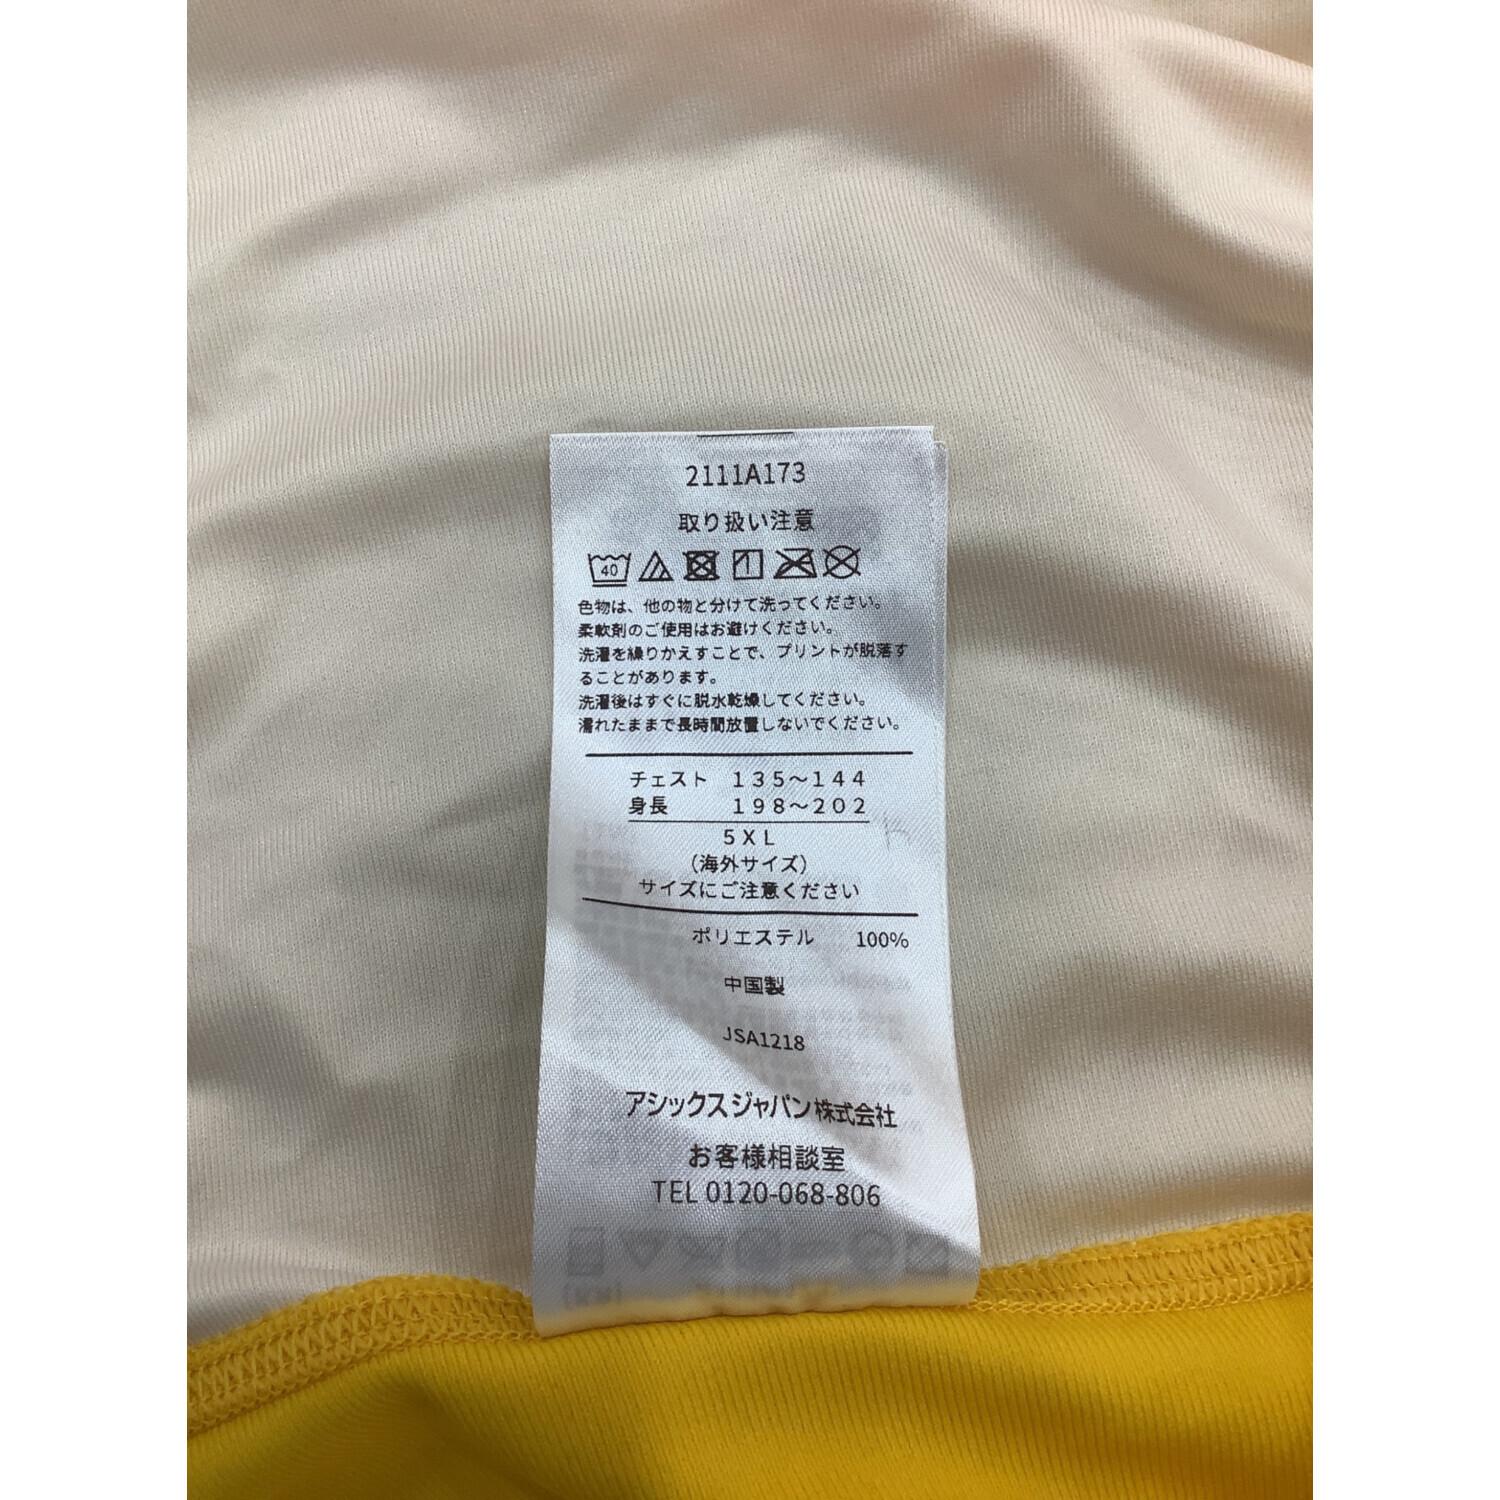 2111A173
取り扱い注意
40
色物は、他の物と分けて洗ってください。
柔軟剤のご使用はお避けください。
洗濯を繰りかえすことで、プリントが脱落す
ることがあります。
洗濯後はすぐに脱水乾燥してください。
濡れたままで長時間放置しないでください。
チェスト 135～144
身長 198～202
5XL
(海外サイズ)
サイズにご注意ください
ポリエステル 100%
中国製
JSA1218
アシックスジャパン株式会社
お客様相談室
TEL 0120-068-806